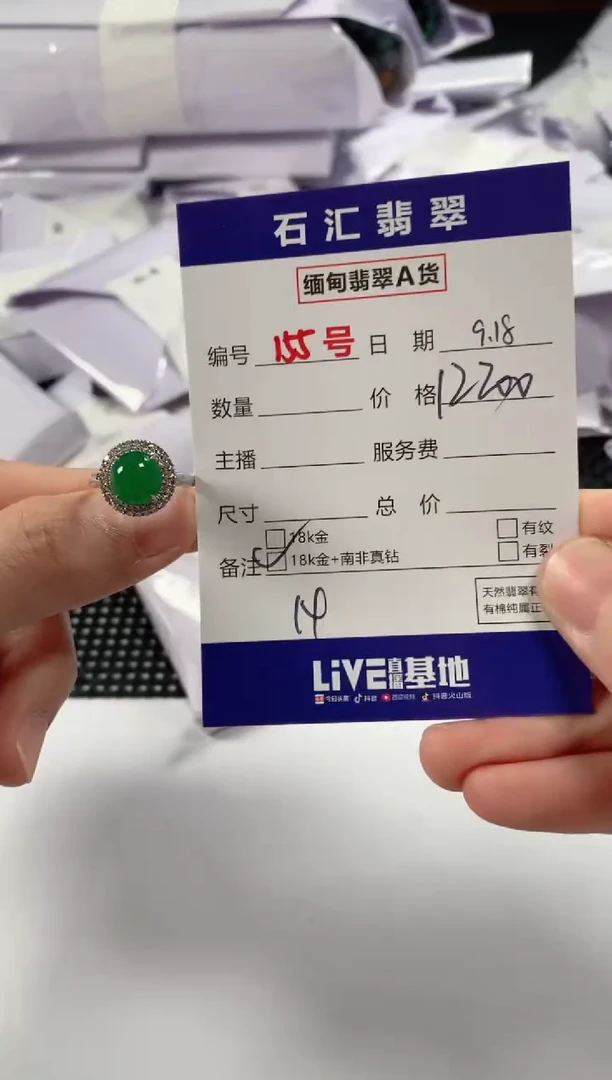 石汇翡翠
缅甸翡翠A货
编号 155号 日期 9.18
数量 价格 12200
主播 服务费
尺寸 总价
18k金 有纹
备注 18k金+南非真钻 有裂
14
天然翡翠
有棉纯属正
LiVE直播基地
今日头条 抖音 西瓜视频 抖音火山版